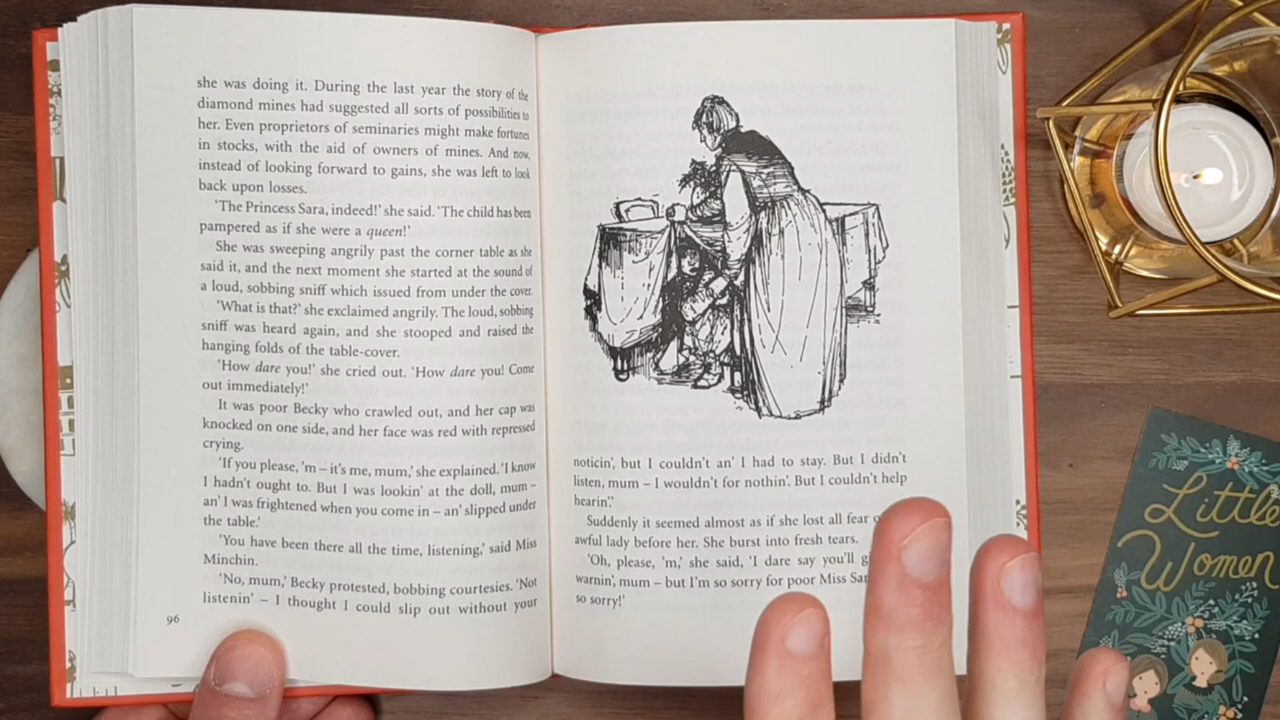 she was doing it. During the last year the story of the
diamond mines had suggested all sorts of possibilities to
her. Even proprietors of seminaries might make fortunes
in stocks, with the aid of owners of mines. And now,
instead of looking forward to gains, she was left to look
back upon losses.
‘The Princess Sara, indeed!’ she said. ‘The child has been
pampered as if she were a queen!’
She was sweeping angrily past the corner table as she
said it, and the next moment she started at the sound of
a loud, sobbing sniff which issued from under the cover.
‘What is that?’ she exclaimed angrily. The loud, sobbing
sniff was heard again, and she stooped and raised the
hanging folds of the table-cover.
‘How dare you!’ she cried out. ‘How dare you! Come
out immediately!’
It was poor Becky who crawled out, and her cap was
knocked on one side, and her face was red with repressed
crying.
‘If you please, ’m – it’s me, mum,’ she explained. ‘I know
I hadn’t ought to. But I was lookin’ at the doll, mum –
an’ I was frightened when you come in – an’ slipped under
the table.’
‘You have been there all the time, listening,’ said Miss
Minchin.
‘No, mum,’ Becky protested, bobbing courtesies. ‘Not
listenin’ – I thought I could slip out without your
96
noticin’, but I couldn’t an’ I had to stay. But I didn’t
listen, mum – I wouldn’t for nothin’. But I couldn’t help
hearin’.’
Suddenly it seemed almost as if she lost all fear
awful lady before her. She burst into fresh tears.
‘Oh, please, ’m,’ she said, ‘I dare say you’ll
warnin’, mum – but I’m so sorry for poor Miss
so sorry!’
Little
Women